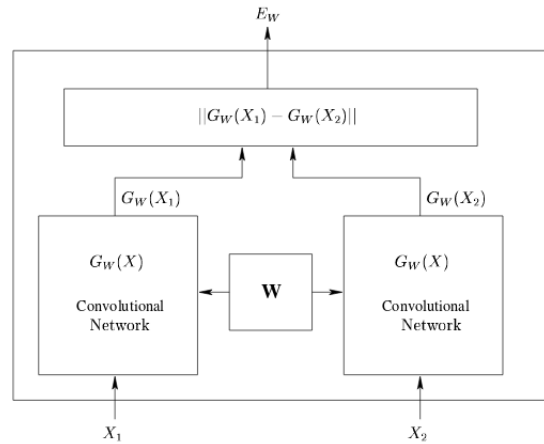 E_W
||G_W(X_1) − G_W(X_2)||
G_W(X_1)
G_W(X_2)
G_W(X)
Convolutional
Network
W
G_W(X)
Convolutional
Network
X_1
X_2